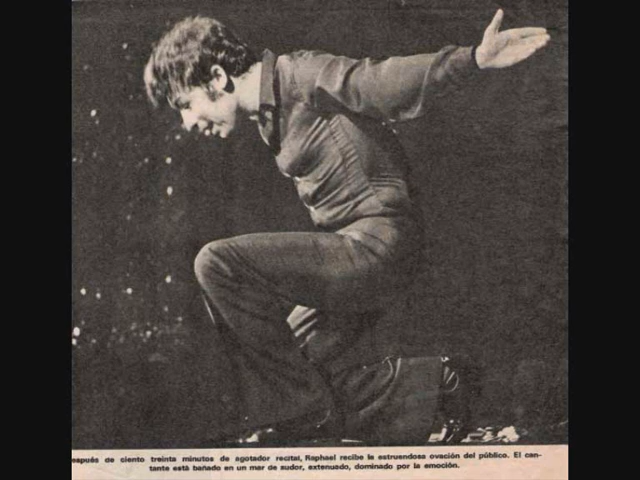 espués de ciento treinta minutos de agotador recital, Raphael recibe la estruendosa ovación del público. El can-
tante está bañado en un mar de sudor, extenuado, dominado por la emoción.